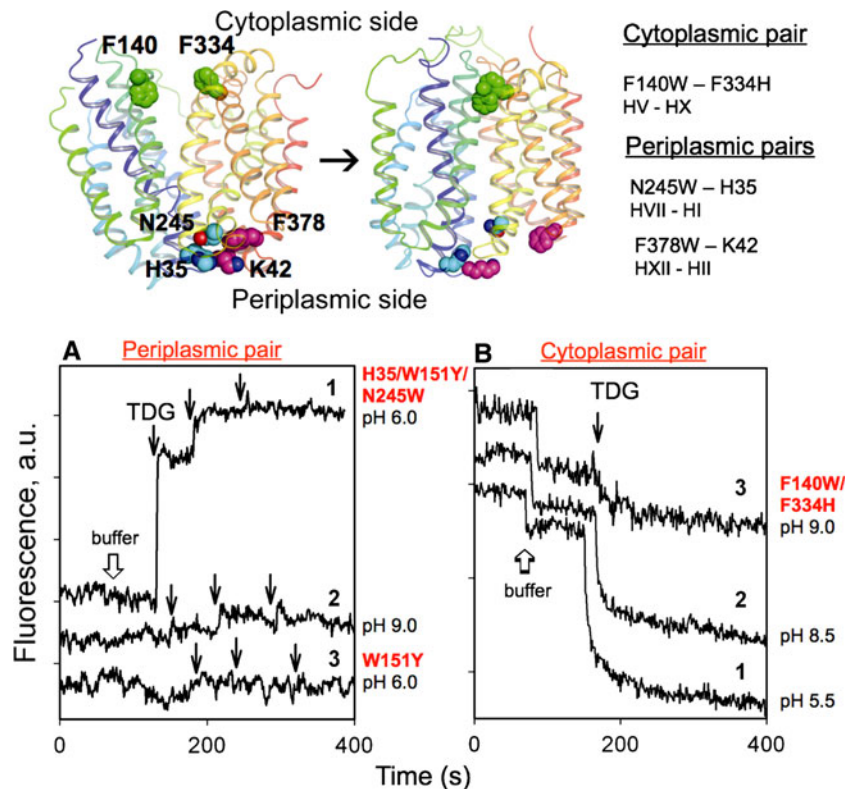 Cytoplasmic side
F140 F334
N245 F378
H35 K42
Periplasmic side
Cytoplasmic pair
F140W – F334H
HV - HX
Periplasmic pairs
N245W – H35
HVII - HI
F378W – K42
HXII - HII
A Periplasmic pair
Fluorescence, a.u.
TDG
buffer
1
H35/W151Y/
N245W
pH 6.0
2
pH 9.0
3
W151Y
pH 6.0
0 200 400
B Cytoplasmic pair
TDG
buffer
3
F140W/
F334H
pH 9.0
2
pH 8.5
1
pH 5.5
0 200 400
Time (s)